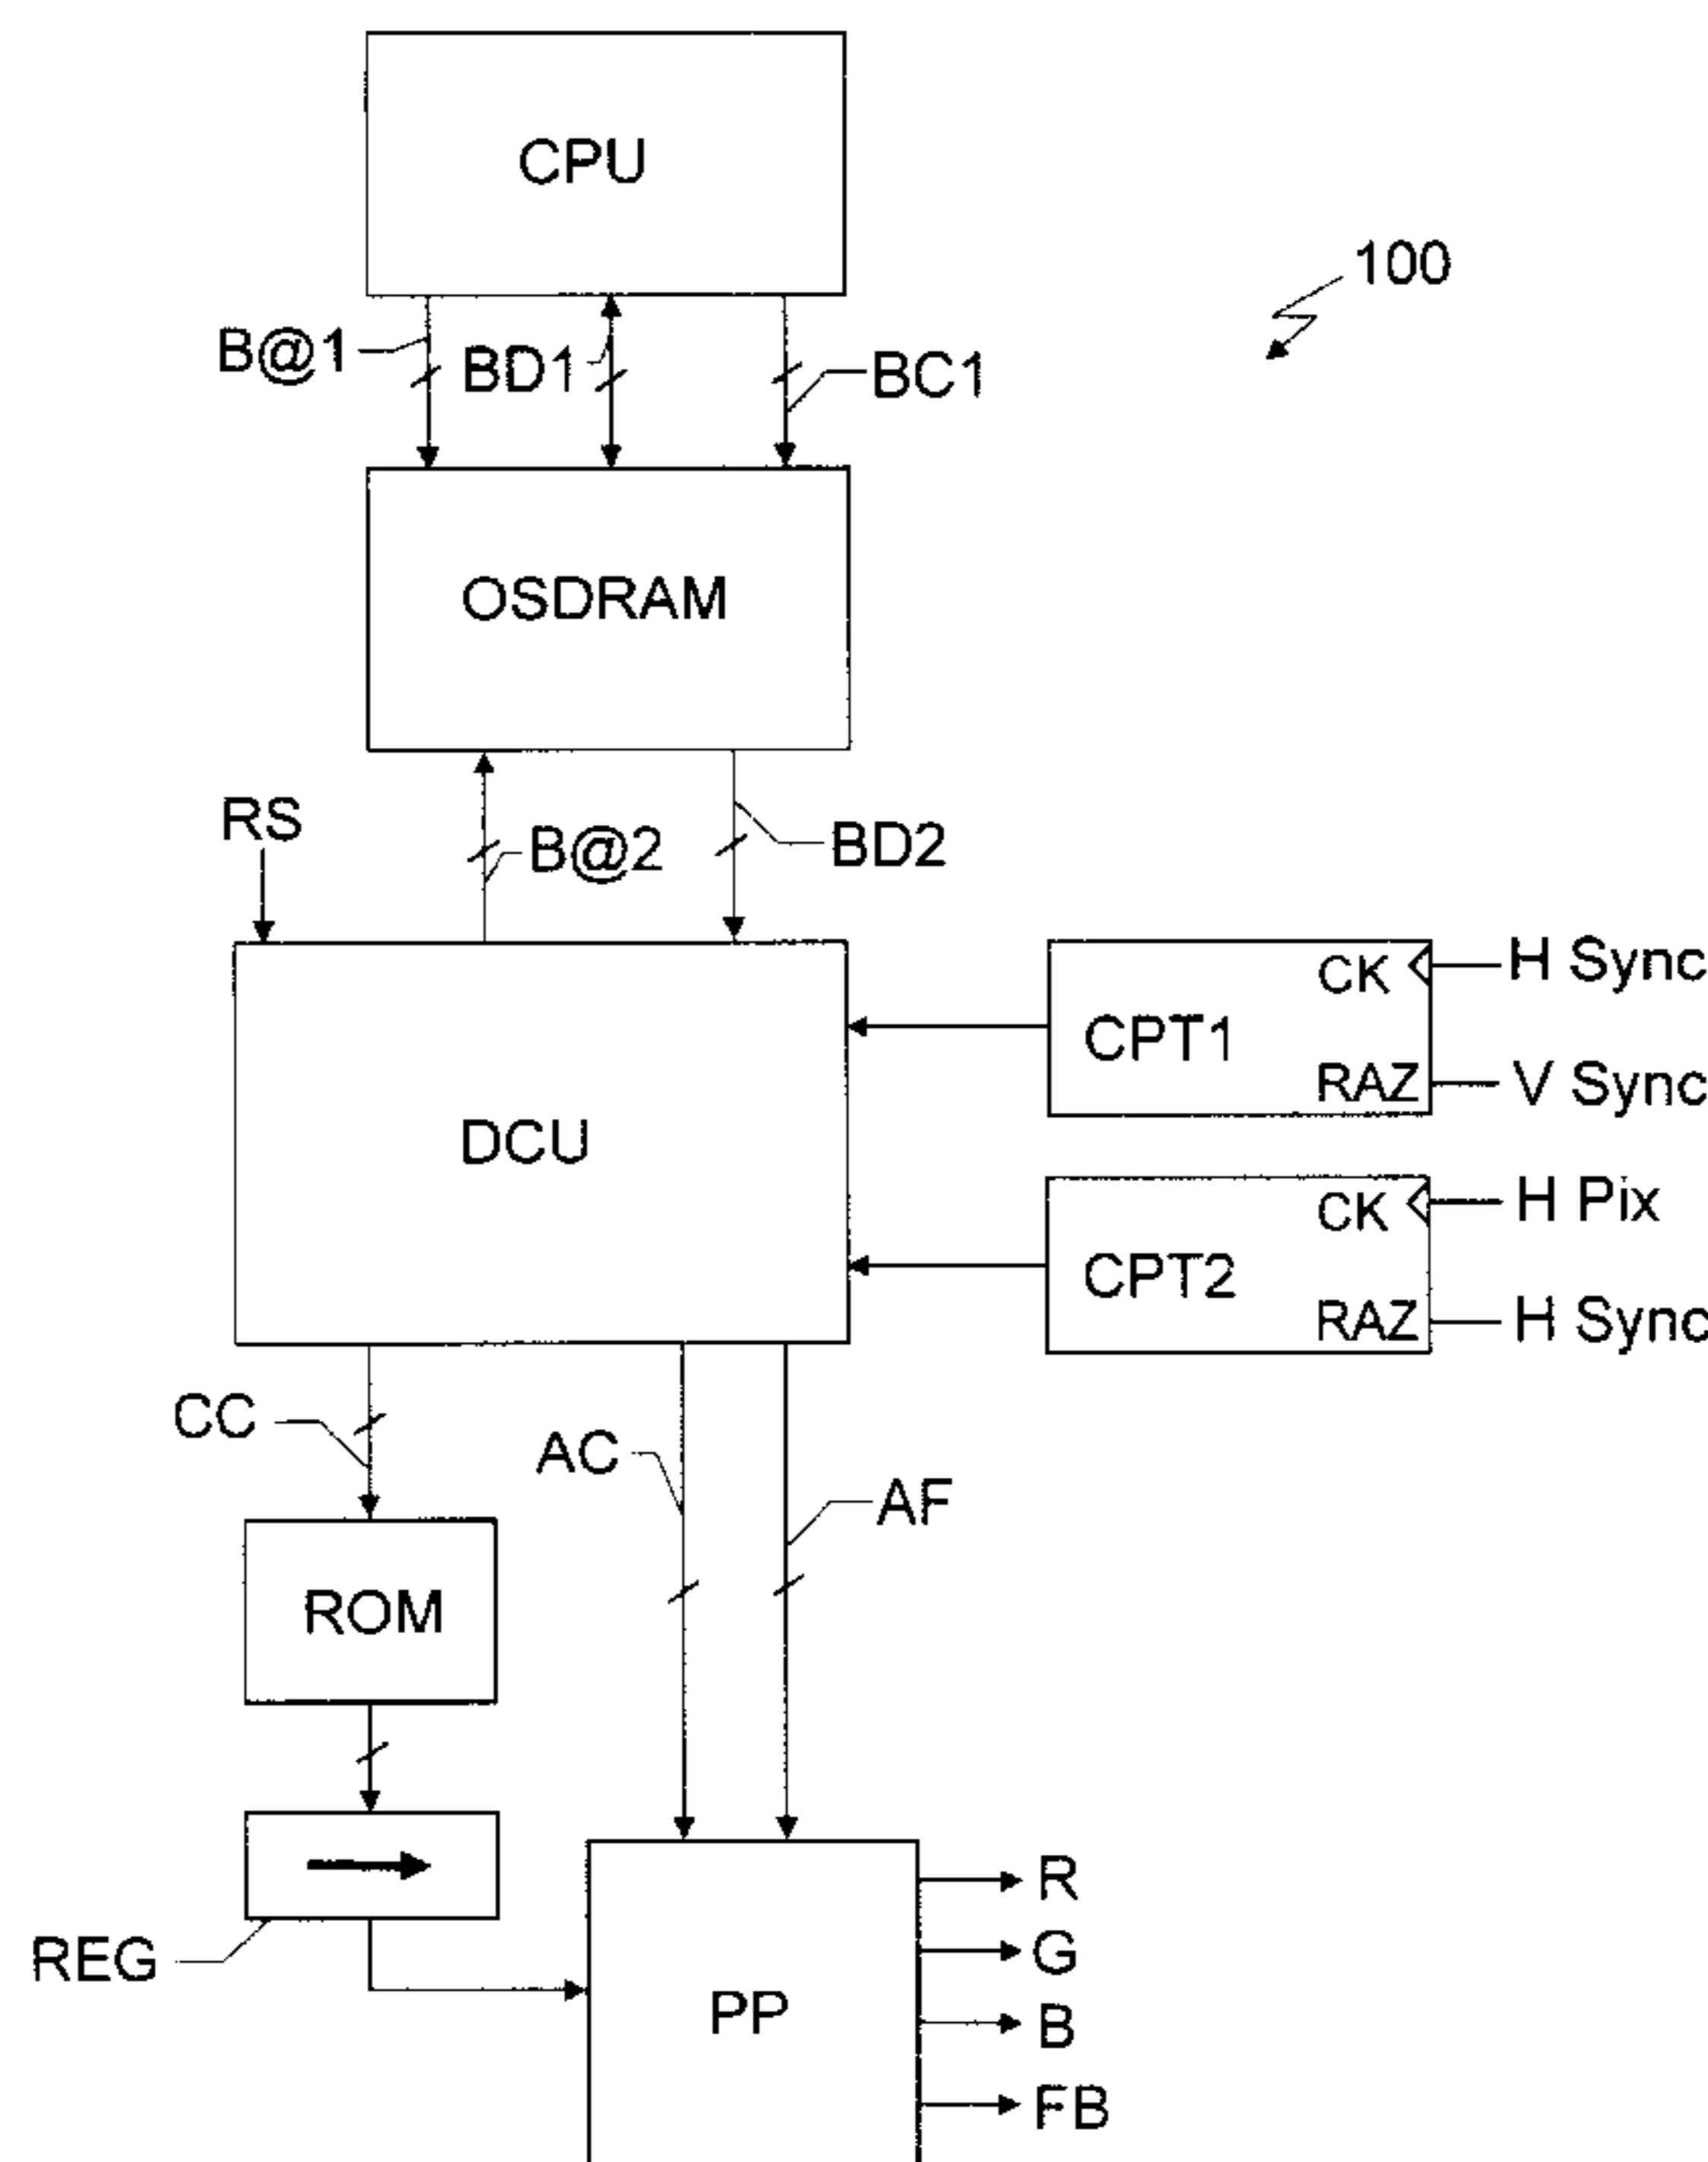 CPU
100
B@1
BD1
BC1
OSDRAM
RS
B@2
BD2
CK
H Sync
CPT1
RAZ
V Sync
DCU
CK
H Pix
CPT2
RAZ
H Sync
CC
AC
AF
ROM
REG
PP
R
G
B
FB